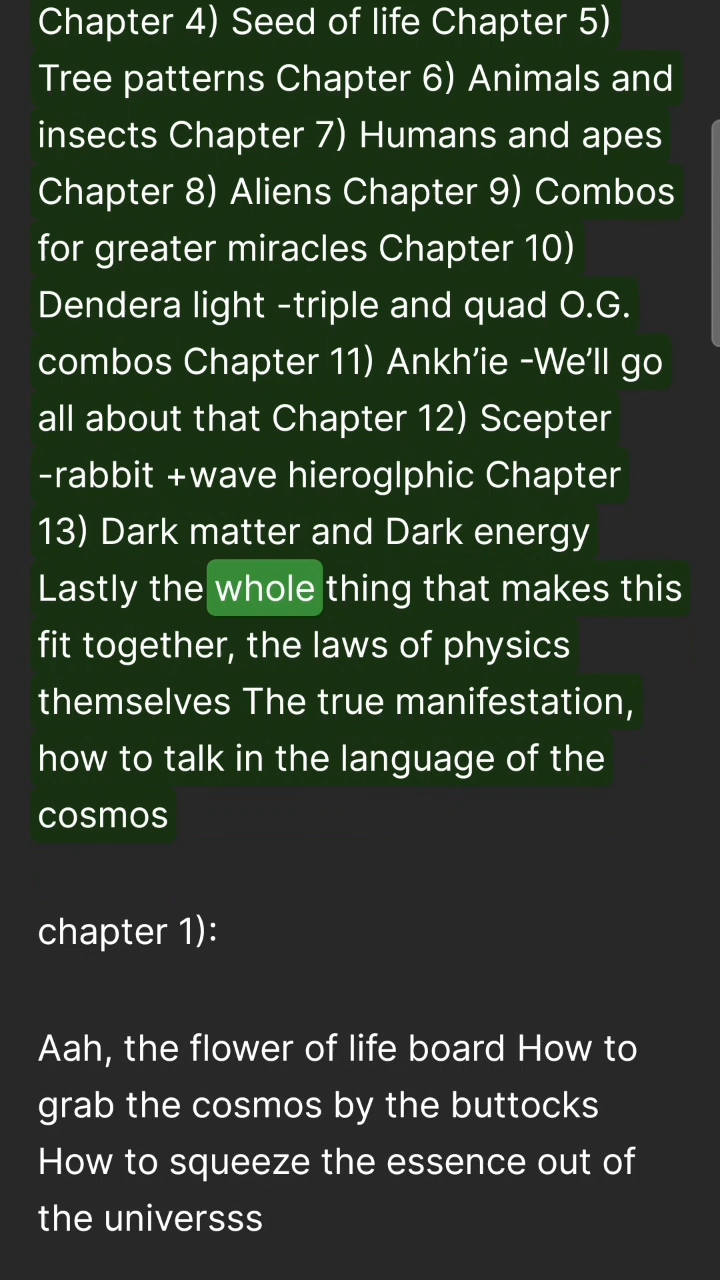 Chapter 4) Seed of life Chapter 5)
Tree patterns Chapter 6) Animals and
insects Chapter 7) Humans and apes
Chapter 8) Aliens Chapter 9) Combos
for greater miracles Chapter 10)
Dendera light -triple and quad O.G.
combos Chapter 11) Ankh’ie -We’ll go
all about that Chapter 12) Scepter
-rabbit +wave hieroglphic Chapter
13) Dark matter and Dark energy
Lastly the whole thing that makes this
fit together, the laws of physics
themselves The true manifestation,
how to talk in the language of the
cosmos
chapter 1):
Aah, the flower of life board How to
grab the cosmos by the buttocks
How to squeeze the essence out of
the universss